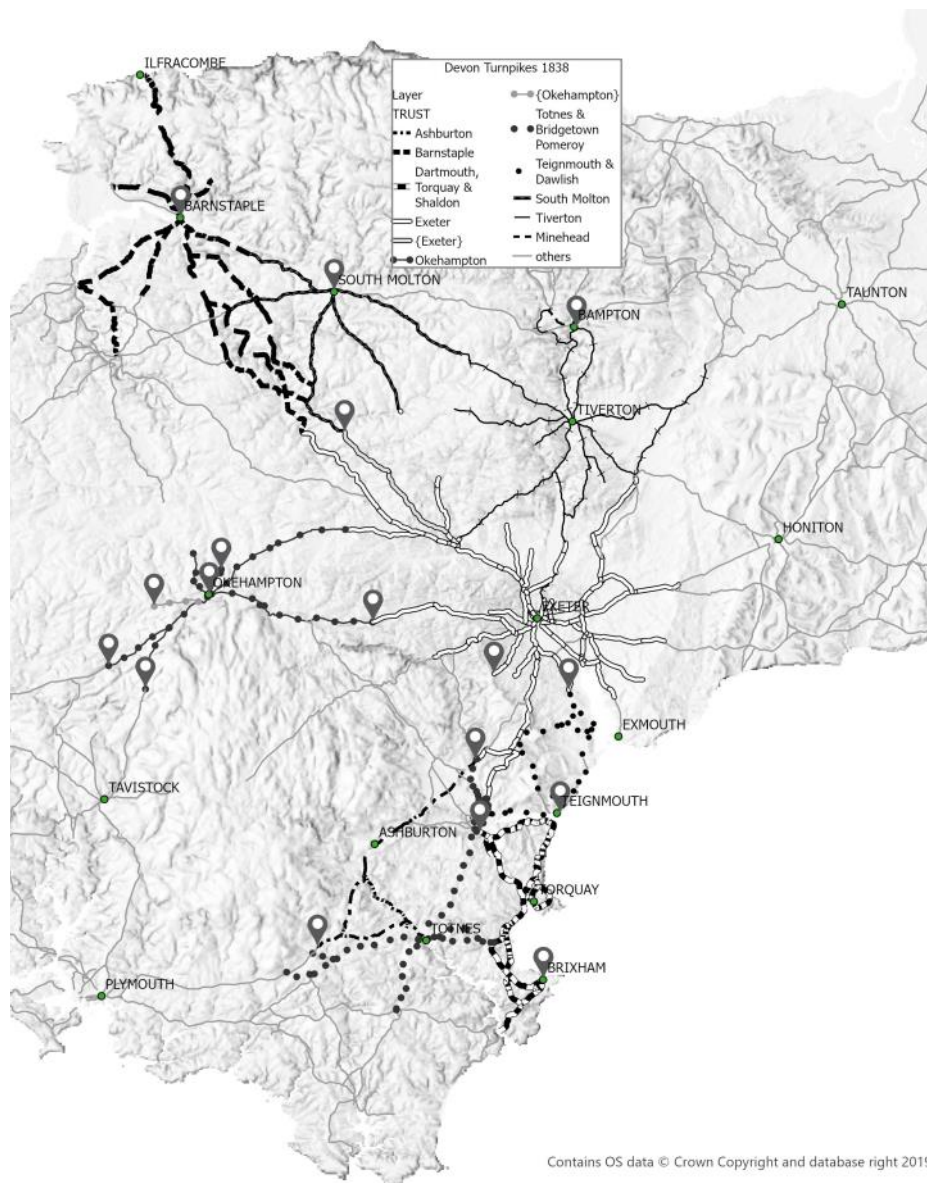 ILFRACOMBE
Devon Turnpikes 1838
Layer
TRUST
Ashburton
Barnstaple
Dartmouth,
Torquay &
Shaldon
Exeter
{Exeter}
Okehampton
{Okehampton}
Totnes &
Bridgetown
Pomeroy
Teignmouth &
Dawlish
South Molton
Tiverton
Minehead
others
BARNSTAPLE
SOUTH MOLTON
TAUNTON
BAMPTON
TIVERTON
HONITON
OKEHAMPTON
EXETER
EXMOUTH
TAVISTOCK
TEIGNMOUTH
ASHBURTON
TORQUAY
TOTNES
BRIXHAM
PLYMOUTH
Contains OS data © Crown Copyright and database right 2019